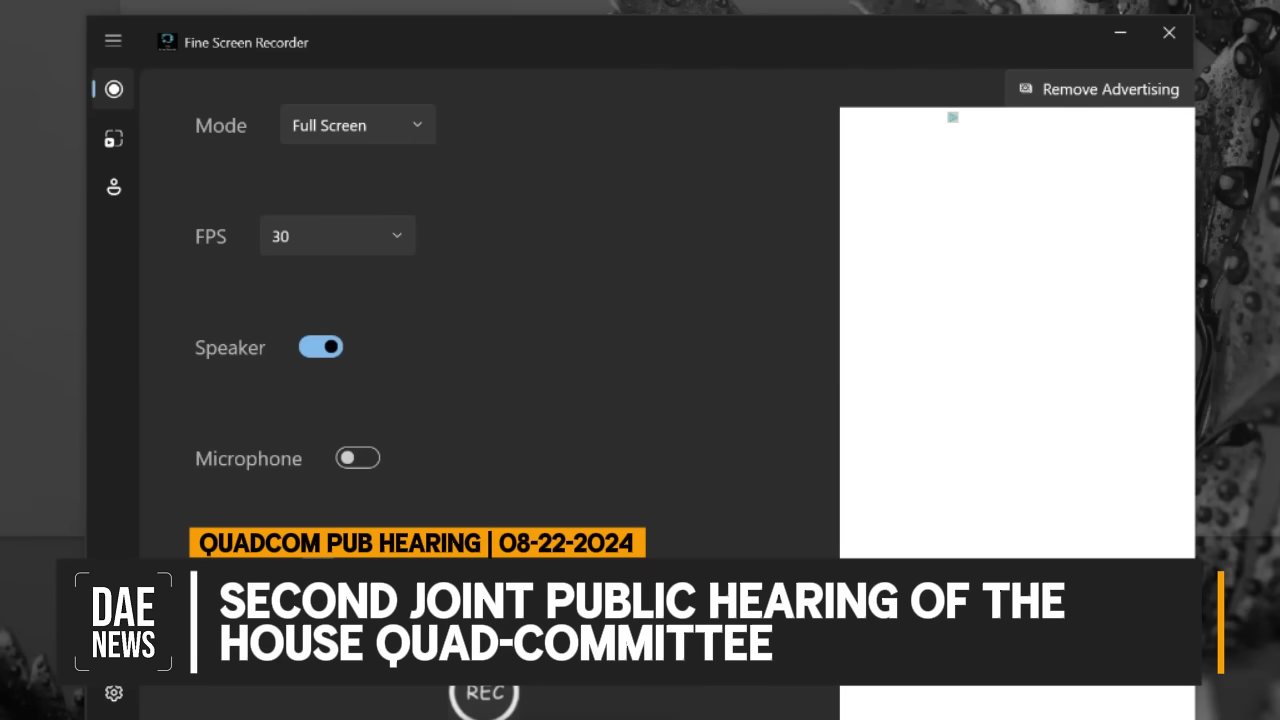 Fine Screen Recorder
Remove Advertising
Mode
Full Screen
FPS
30
Speaker
Microphone
QUADCOM PUB HEARING | 08-22-2024
DAE
NEWS
SECOND JOINT PUBLIC HEARING OF THE
HOUSE QUAD-COMMITTEE
REC